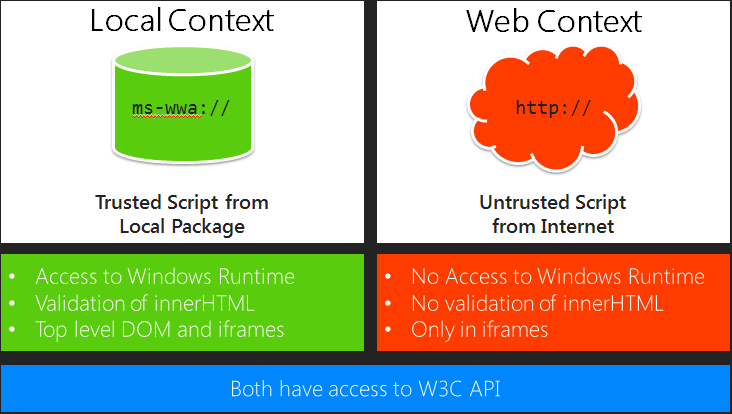 Local Context
ms-wwa://
Trusted Script from
Local Package
• Access to Windows Runtime
• Validation of innerHTML
• Top level DOM and iframes
Web Context
http://
Untrusted Script
from Internet
• No Access to Windows Runtime
• No validation of innerHTML
• Only in iframes
Both have access to W3C API